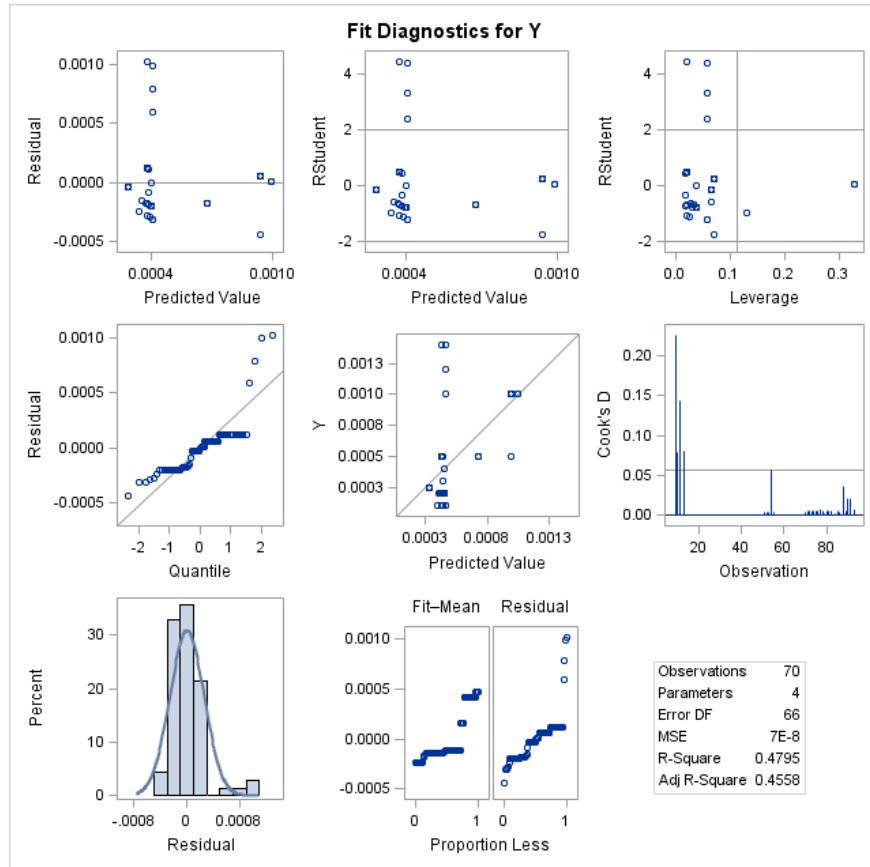 Fit Diagnostics for Y
0.0010
0.0005
0.0000
-0.0005
Residual
0.0004
0.0010
Predicted Value
4
2
0
-2
RStudent
0.0004
0.0010
Predicted Value
4
2
0
-2
RStudent
0.0
0.1
0.2
0.3
Leverage
0.0010
0.0005
0.0000
-0.0005
Residual
-2
-1
0
1
2
Quantile
0.0013
0.0010
0.0008
0.0005
0.0003
Y
0.0003
0.0008
0.0013
Predicted Value
0.20
0.15
0.10
0.05
0.00
Cook's D
20
40
60
80
Observation
30
20
10
0
Percent
-.0008
0
0.0008
Residual
Fit–Mean
Residual
0.0010
0.0005
0.0000
-0.0005
0
1
0
1
Proportion Less
Observations 70
Parameters 4
Error DF 66
MSE 7E-8
R-Square 0.4795
Adj R-Square 0.4558